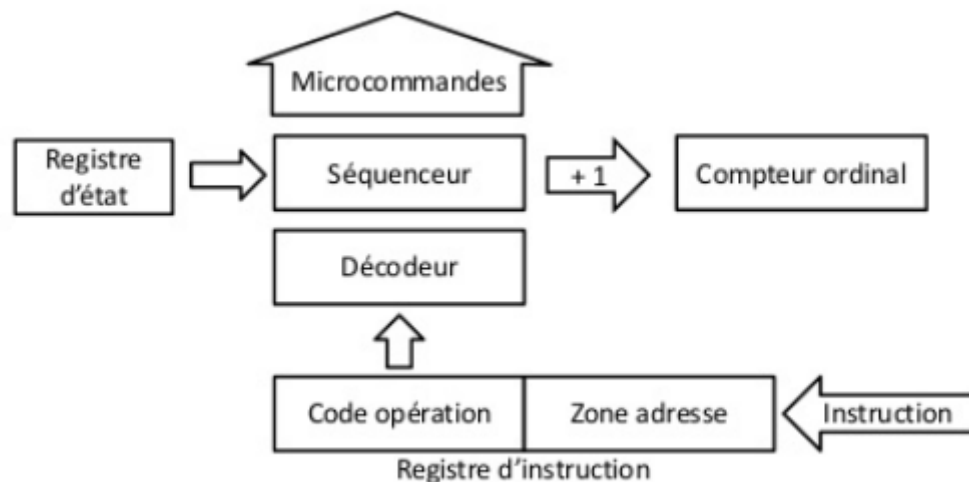 Microcommandes
Registre
d'état
Séquenceur
+ 1
Compteur ordinal
Décodeur
Code opération
Zone adresse
Instruction
Registre d'instruction